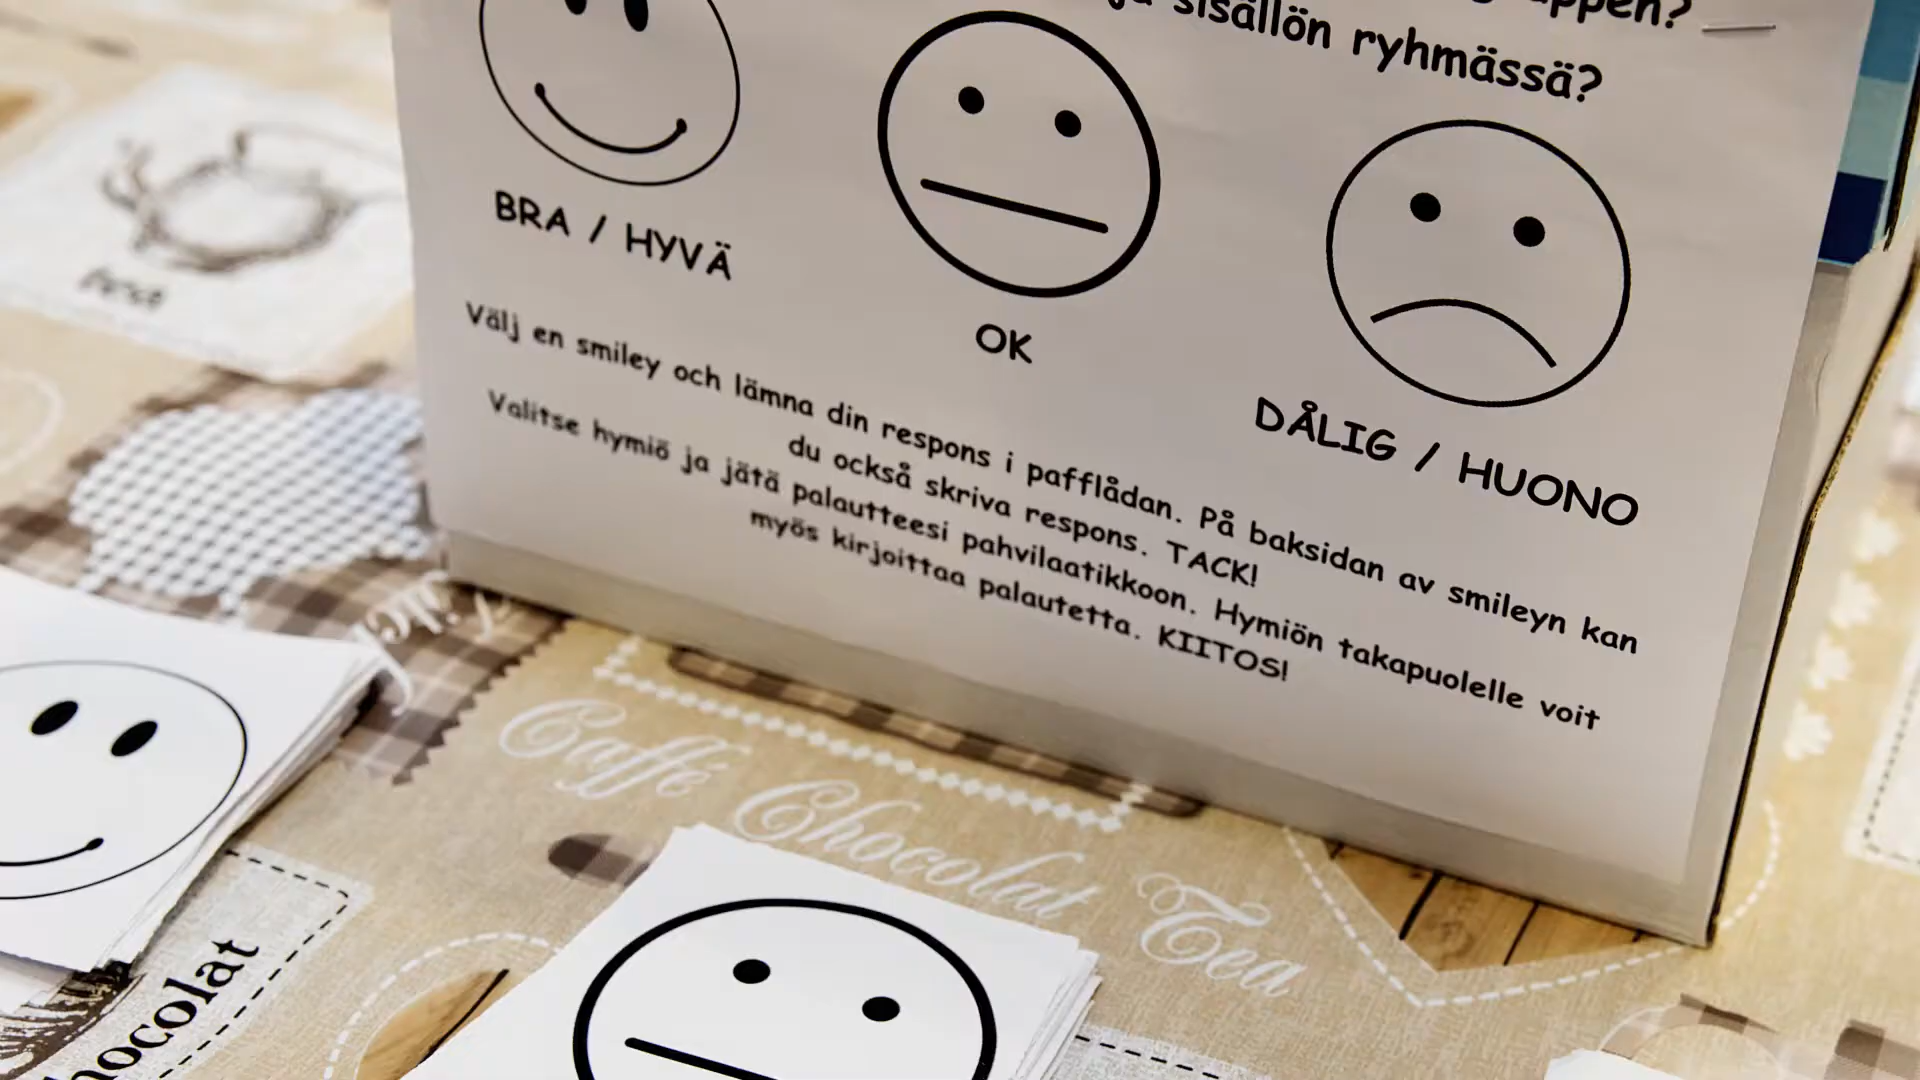 sisällön ryhmässä?
BRA / HYVÄ
OK
DÅLIG / HUONO
Välj en smiley och lämna din respons i pafflådan. På baksidan av smileyn kan
du också skriva respons. TACK!
Valitse hymiö ja jätä palautteesi pahvilaatikkoon. Hymiön takapuolelle voit
myös kirjoittaa palautetta. KIITOS!
Caffé Chocolat Tea
hocolat